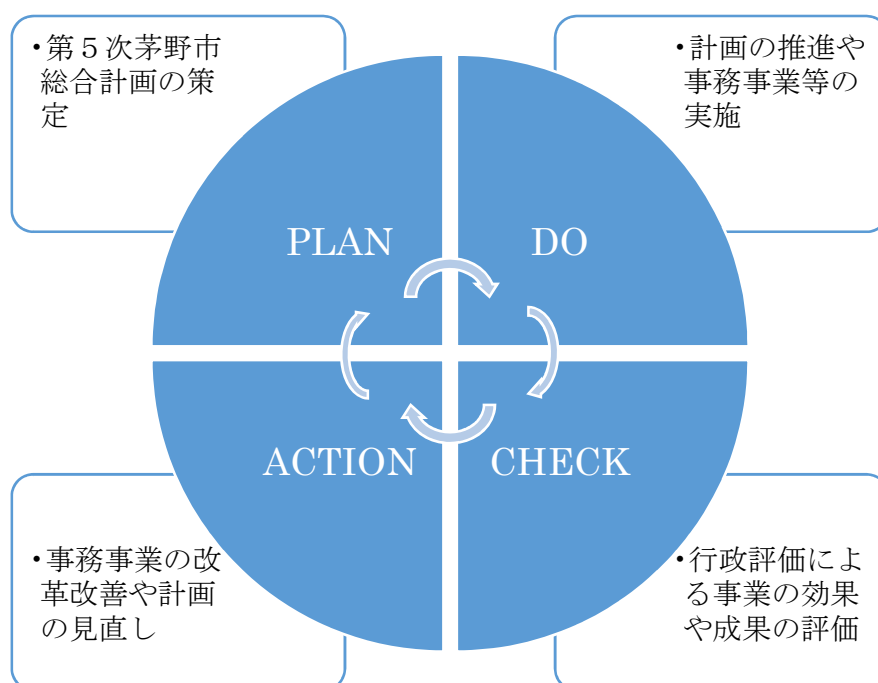 ・第５次茅野市
総合計画の策
定
・計画の推進や
事務事業等の
実施
PLAN
DO
ACTION
CHECK
・事務事業の改
革改善や計画
の見直し
・行政評価によ
る事業の効果
や成果の評価